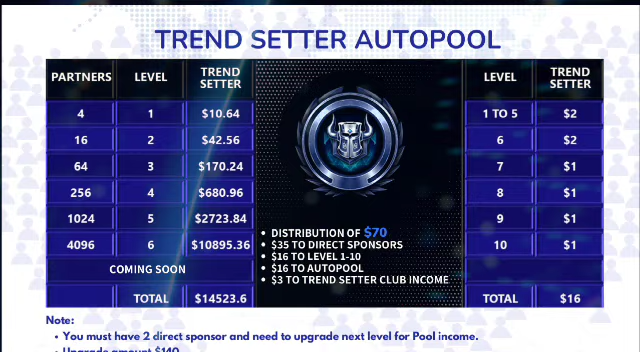 TREND SETTER AUTOPOOL
PARTNERS LEVEL TREND SETTER
4 1 $10.64
16 2 $42.56
64 3 $170.24
256 4 $680.96
1024 5 $2723.84
4096 6 $10895.36
COMING SOON
TOTAL $14523.6
• DISTRIBUTION OF $70
• $35 TO DIRECT SPONSORS
• $16 TO LEVEL 1-10
• $16 TO AUTOPOOL
• $3 TO TREND SETTER CLUB INCOME
LEVEL TREND SETTER
1 TO 5 $2
6 $2
7 $1
8 $1
9 $1
10 $1
TOTAL $16
Note:
• You must have 2 direct sponsor and need to upgrade next level for Pool income.
• Upgrade amount $140